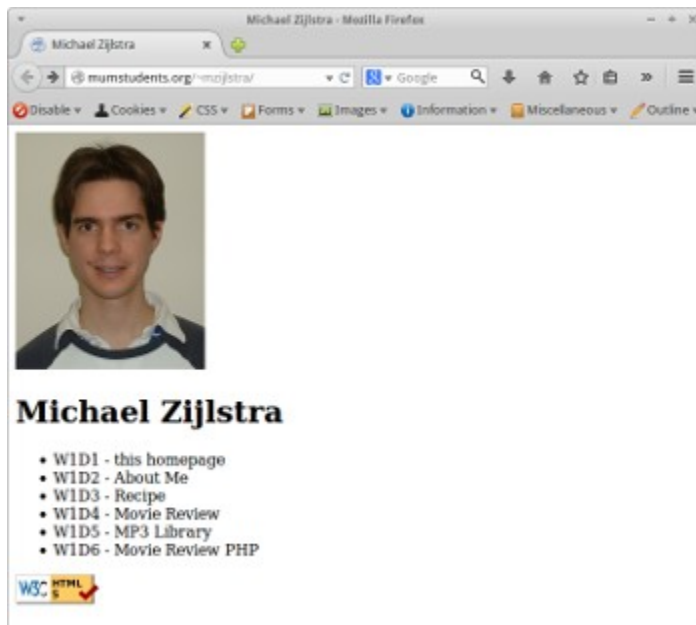 Michael Zijlstra - Mozilla Firefox
Michael Zijlstra
mumstudents.org/~mzijlstra/
Google
Disable Cookies CSS Forms Images Information Miscellaneous Outline
Michael Zijlstra
W1D1 - this homepage
W1D2 - About Me
W1D3 - Recipe
W1D4 - Movie Review
W1D5 - MP3 Library
W1D6 - Movie Review PHP
W3C HTML
5